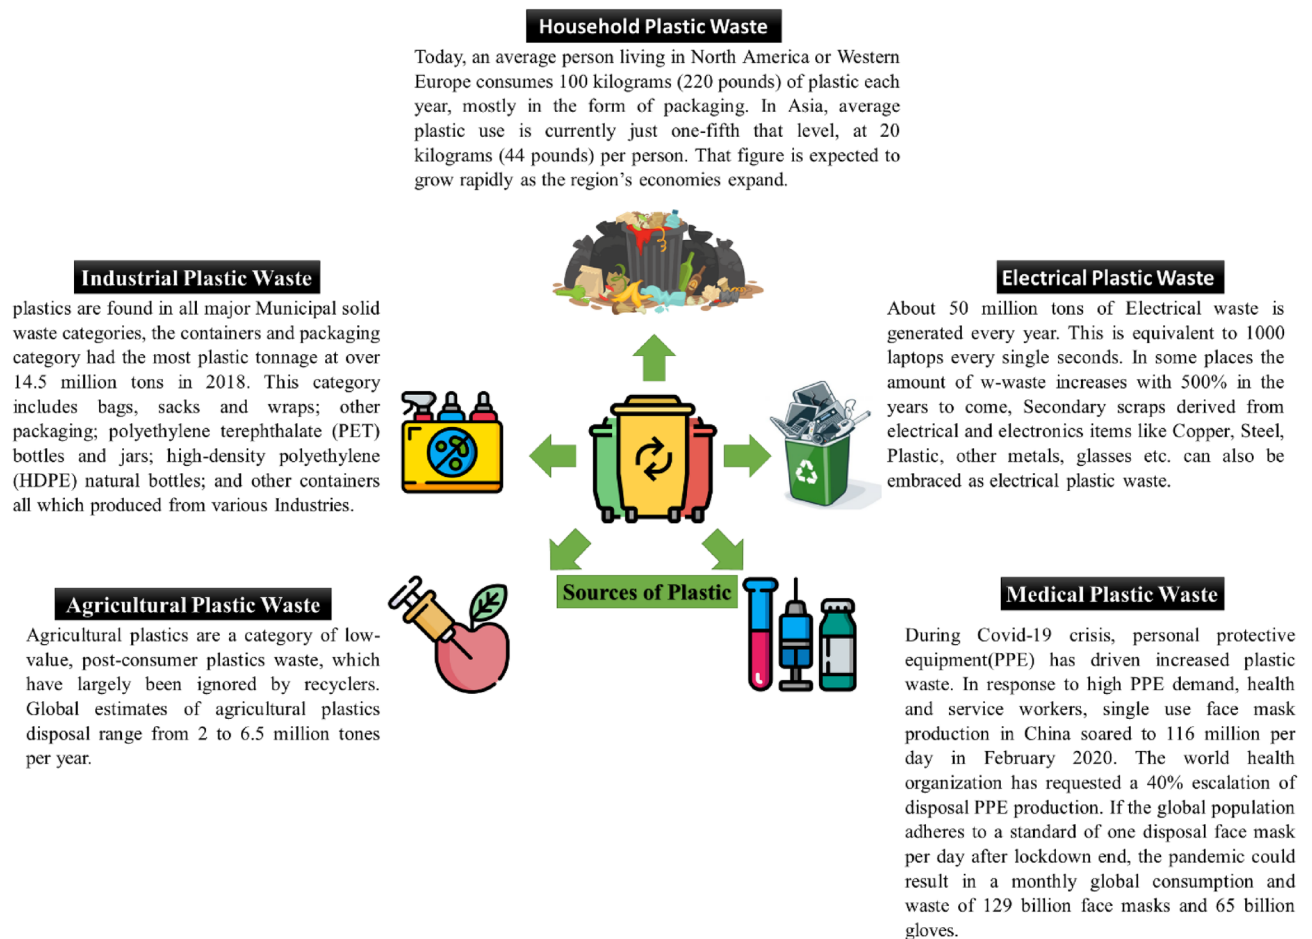 Household Plastic Waste
Today, an average person living in North America or Western
Europe consumes 100 kilograms (220 pounds) of plastic each
year, mostly in the form of packaging. In Asia, average
plastic use is currently just one-fifth that level, at 20
kilograms (44 pounds) per person. That figure is expected to
grow rapidly as the region’s economies expand.
Industrial Plastic Waste
plastics are found in all major Municipal solid
waste categories, the containers and packaging
category had the most plastic tonnage at over
14.5 million tons in 2018. This category
includes bags, sacks and wraps; other
packaging; polyethylene terephthalate (PET)
bottles and jars; high-density polyethylene
(HDPE) natural bottles; and other containers
all which produced from various Industries.
Electrical Plastic Waste
About 50 million tons of Electrical waste is
generated every year. This is equivalent to 1000
laptops every single seconds. In some places the
amount of w-waste increases with 500% in the
years to come, Secondary scraps derived from
electrical and electronics items like Copper, Steel,
Plastic, other metals, glasses etc. can also be
embraced as electrical plastic waste.
Sources of Plastic
Agricultural Plastic Waste
Agricultural plastics are a category of low-
value, post-consumer plastics waste, which
have largely been ignored by recyclers.
Global estimates of agricultural plastics
disposal range from 2 to 6.5 million tones
per year.
Medical Plastic Waste
During Covid-19 crisis, personal protective
equipment(PPE) has driven increased plastic
waste. In response to high PPE demand, health
and service workers, single use face mask
production in China soared to 116 million per
day in February 2020. The world health
organization has requested a 40% escalation of
disposal PPE production. If the global population
adheres to a standard of one disposal face mask
per day after lockdown end, the pandemic could
result in a monthly global consumption and
waste of 129 billion face masks and 65 billion
gloves.